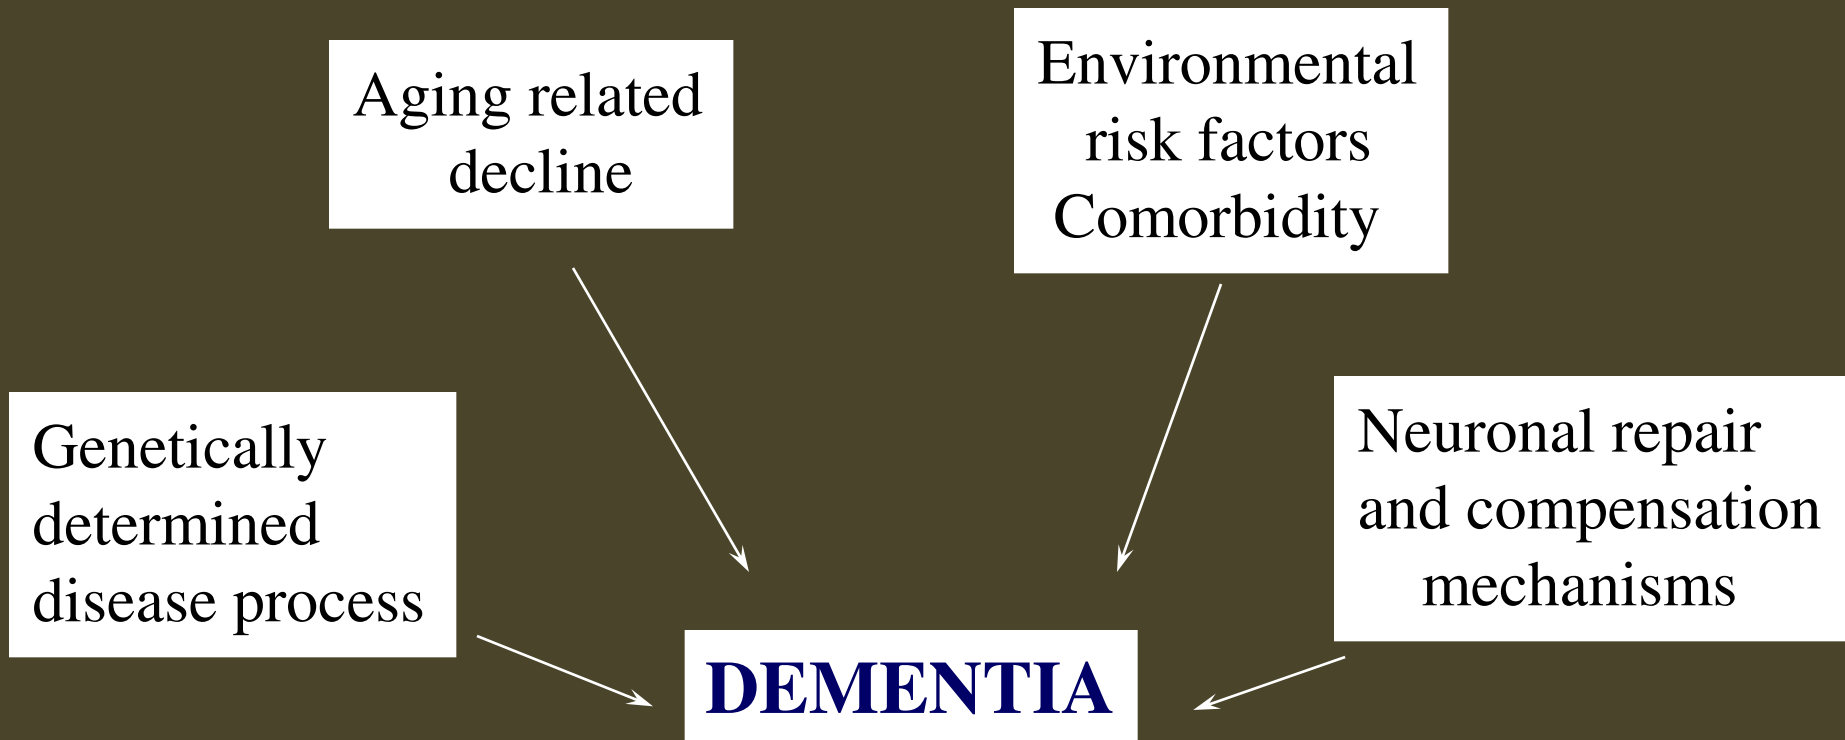 Aging related
decline
Environmental
risk factors
Comorbidity
Genetically
determined
disease process
Neuronal repair
and compensation
mechanisms
DEMENTIA